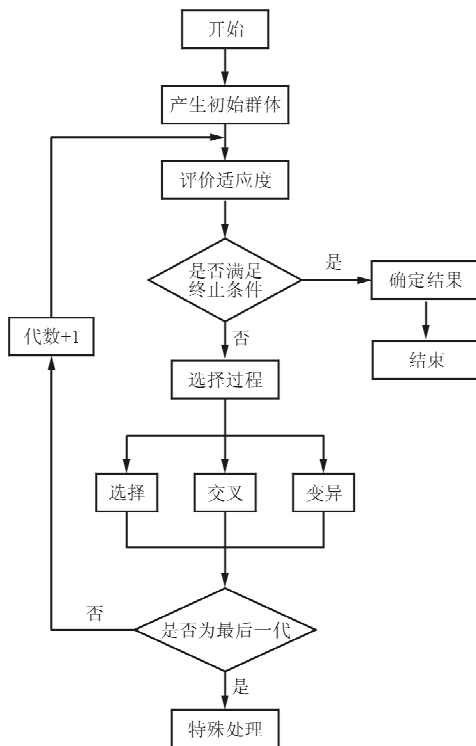 开始
产生初始群体
评价适应度
是否满足
终止条件
是
确定结果
结束
否
代数+1
选择过程
选择
交叉
变异
否
是否为最后一代
是
特殊处理